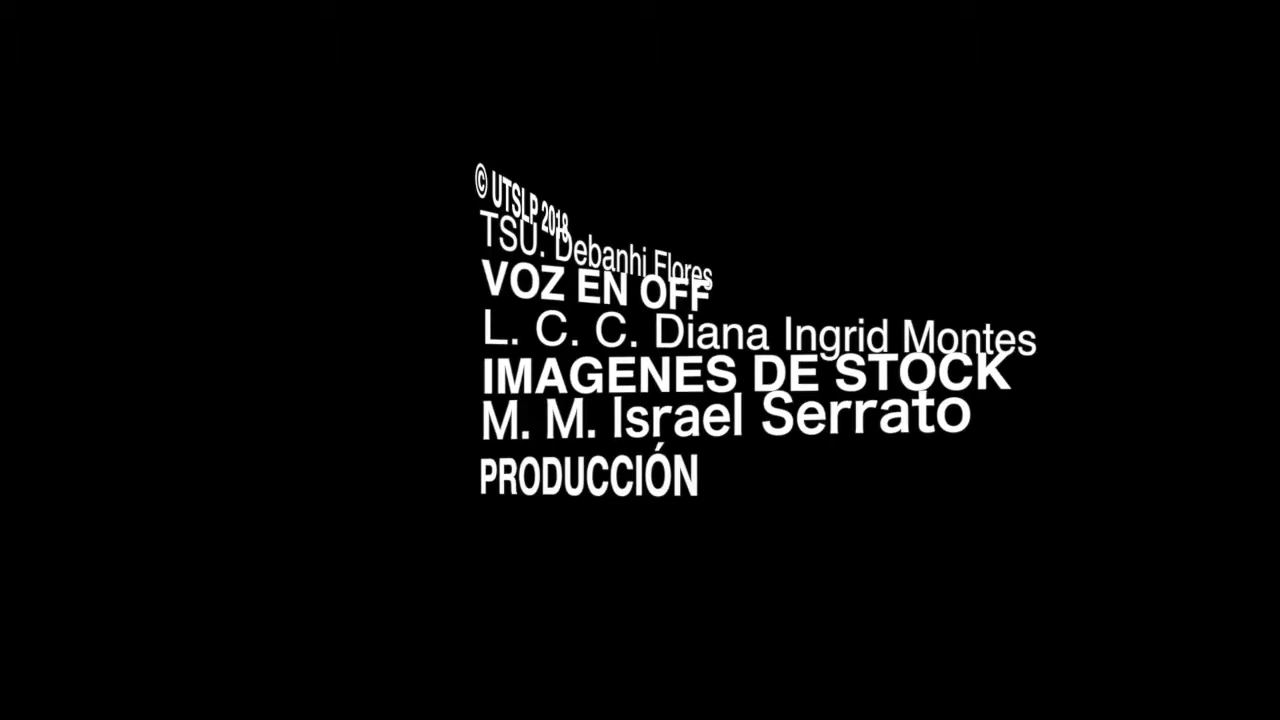 © UTSLP 2018
TSU. Debanhi Flores
VOZ EN OFF
L. C. C. Diana Ingrid Montes
IMAGENES DE STOCK
M. M. Israel Serrato
PRODUCCIÓN